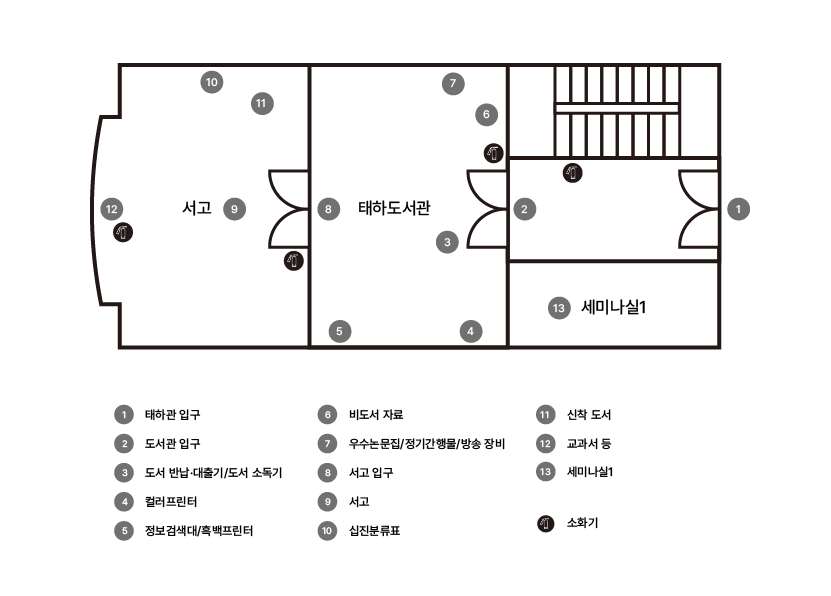 10
11
7
6
12
서고 9
8 태하도서관
2
1
3
5
4
13 세미나실1
1 태하관 입구
2 도서관 입구
3 도서 반납·대출기/도서 소독기
4 컬러프린터
5 정보검색대/흑백프린터
6 비도서 자료
7 우수논문집/정기간행물/방송 장비
8 서고 입구
9 서고
10 십진분류표
11 신착 도서
12 교과서 등
13 세미나실1
소화기